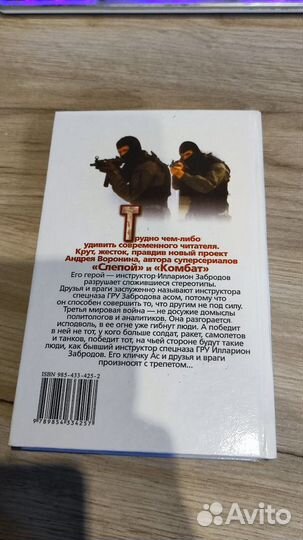 Трудно чем-либо
удивить современного читателя.
Крут, жесток, правдив новый проект
Андрея Воронина, автора суперсериалов
«Слепой» и «Комбат»
Его герой — инструктор Илларион Забродов
разрушает сложившиеся стереотипы.
Друзья и враги заслуженно называют инструктора
спецназа ГРУ Забродова асом, потому что
он способен совершить то, что другим не под силу.
Третья мировая война — не досужие домыслы
политологов и аналитиков. Она разгорается
исподволь, в ее огне уже гибнут люди. А победит
в ней не тот, у кого больше солдат, ракет, самолетов
и танков, победит тот, на чьей стороне будут такие
люди, как бывший инструктор спецназа ГРУ Илларион
Забродов. Его кличку Ас и друзья и враги
произносят с трепетом...
ISBN 985-433-425-2
9789854334257
Avito